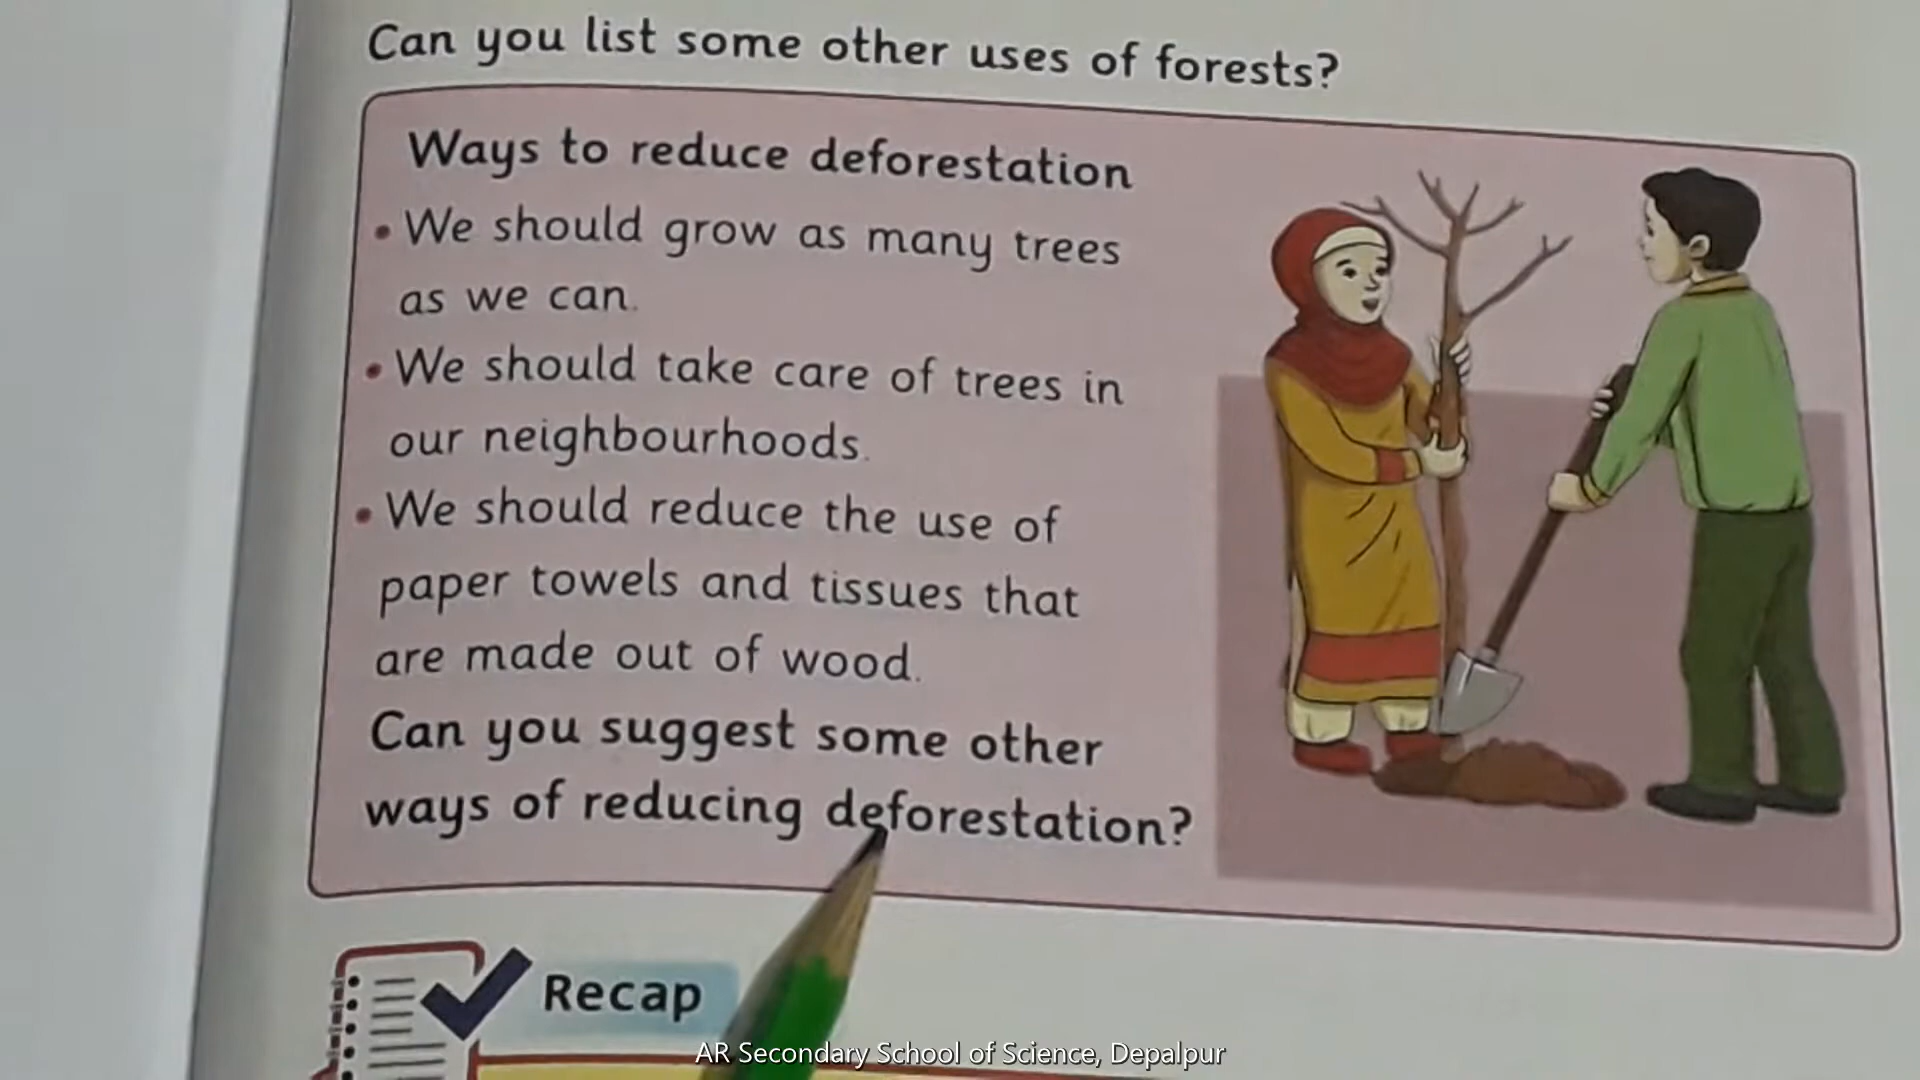 Can you list some other uses of forests?
Ways to reduce deforestation
• We should grow as many trees
as we can.
• We should take care of trees in
our neighbourhoods.
• We should reduce the use of
paper towels and tissues that
are made out of wood.
Can you suggest some other
ways of reducing deforestation?
Recap
AR Secondary School of Science, Depalpur